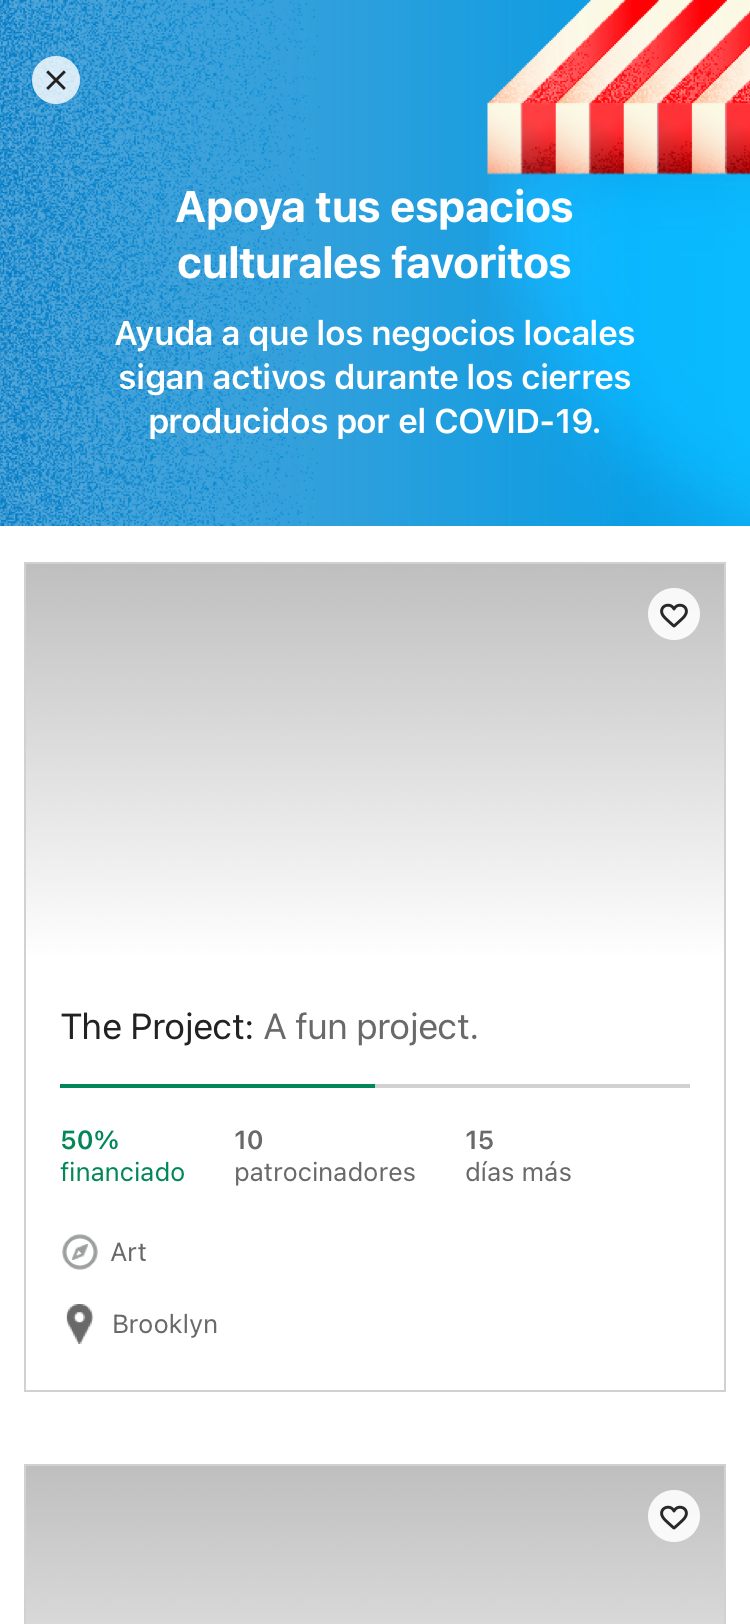 Apoya tus espacios
culturales favoritos
Ayuda a que los negocios locales
sigan activos durante los cierres
producidos por el COVID-19.
The Project: A fun project.
50%
financiado
10
patrocinadores
15
días más
Art
Brooklyn